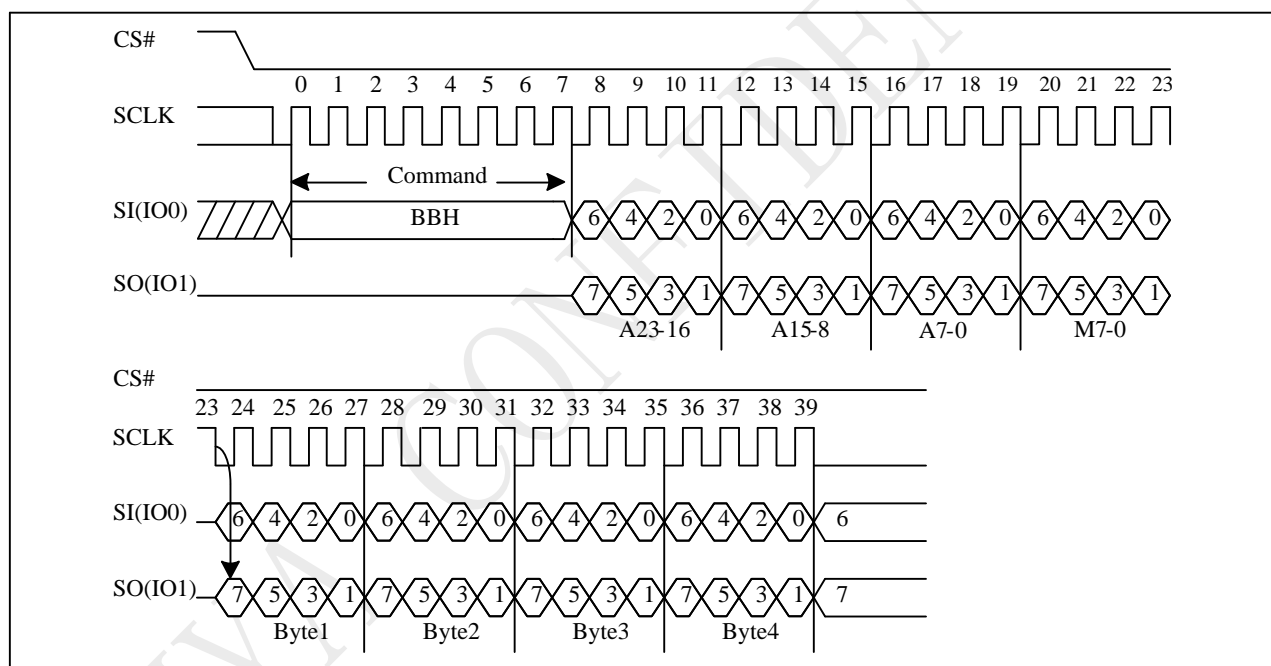 CS#
0 1 2 3 4 5 6 7 8 9 10 11 12 13 14 15 16 17 18 19 20 21 22 23
SCLK
Command
SI(IO0) BBH 6 4 2 0 6 4 2 0 6 4 2 0 6 4 2 0
SO(IO1) 7 5 3 1 7 5 3 1 7 5 3 1 7 5 3 1
A23-16 A15-8 A7-0 M7-0
CS#
23 24 25 26 27 28 29 30 31 32 33 34 35 36 37 38 39
SCLK
SI(IO0) 6 4 2 0 6 4 2 0 6 4 2 0 6 4 2 0 6
SO(IO1) 7 5 3 1 7 5 3 1 7 5 3 1 7 5 3 1 7
Byte1 Byte2 Byte3 Byte4